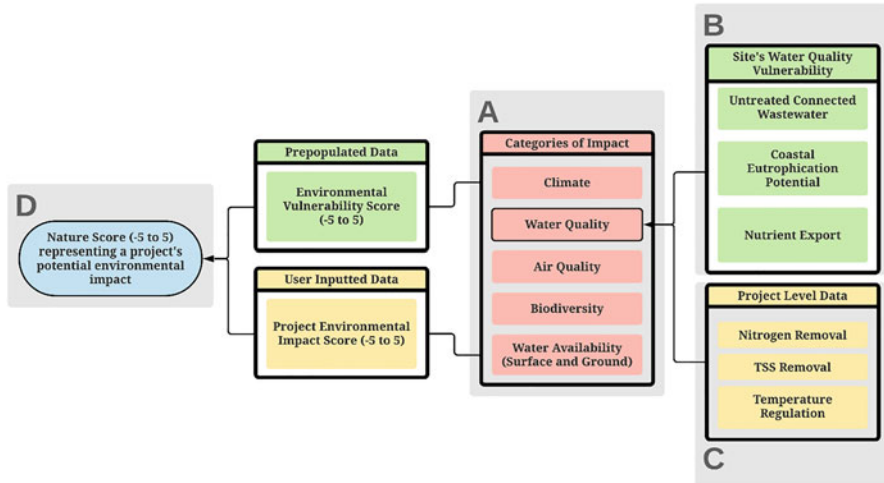 D
Nature Score (-5 to 5)
representing a project's
potential environmental
impact
Prepopulated Data
Environmental
Vulnerability Score
(-5 to 5)
User Inputted Data
Project Environmental
Impact Score (-5 to 5)
A
Categories of Impact
Climate
Water Quality
Air Quality
Biodiversity
Water Availability
(Surface and Ground)
B
Site's Water Quality
Vulnerability
Untreated Connected
Wastewater
Coastal
Eutrophication
Potential
Nutrient Export
Project Level Data
Nitrogen Removal
TSS Removal
Temperature
Regulation
C